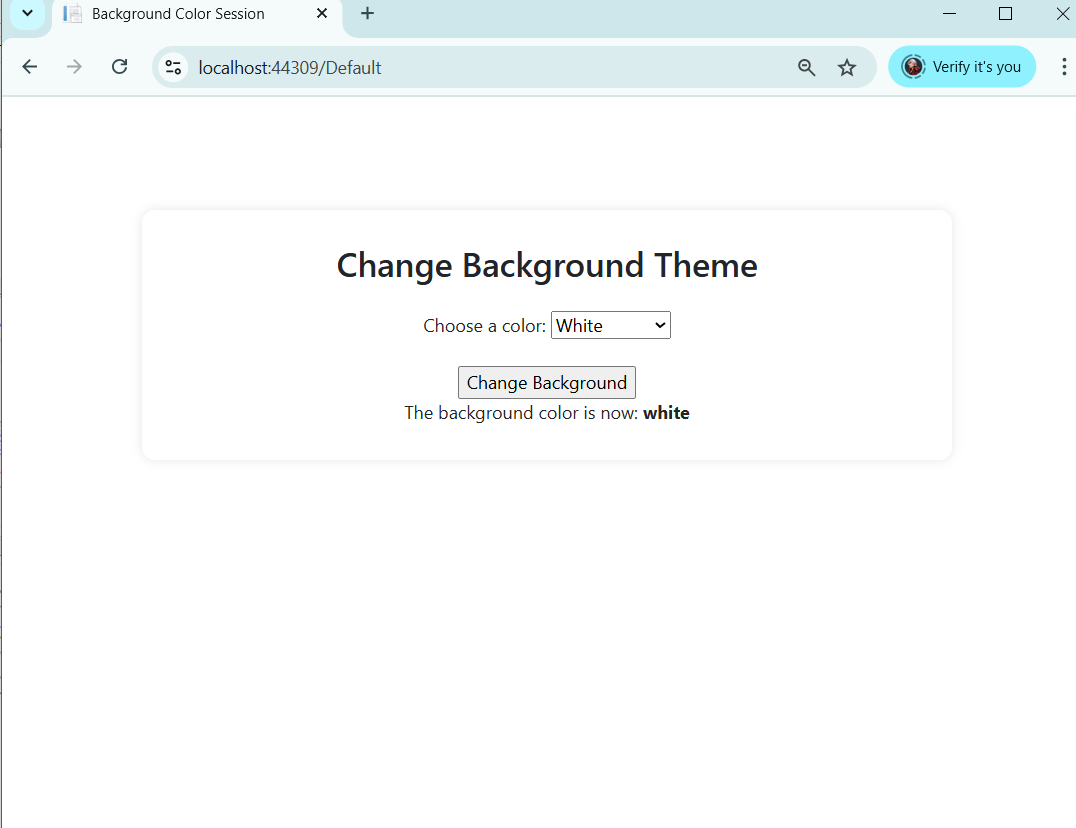 Background Color Session
localhost:44309/Default
Verify it's you
Change Background Theme
Choose a color: White
Change Background
The background color is now: white